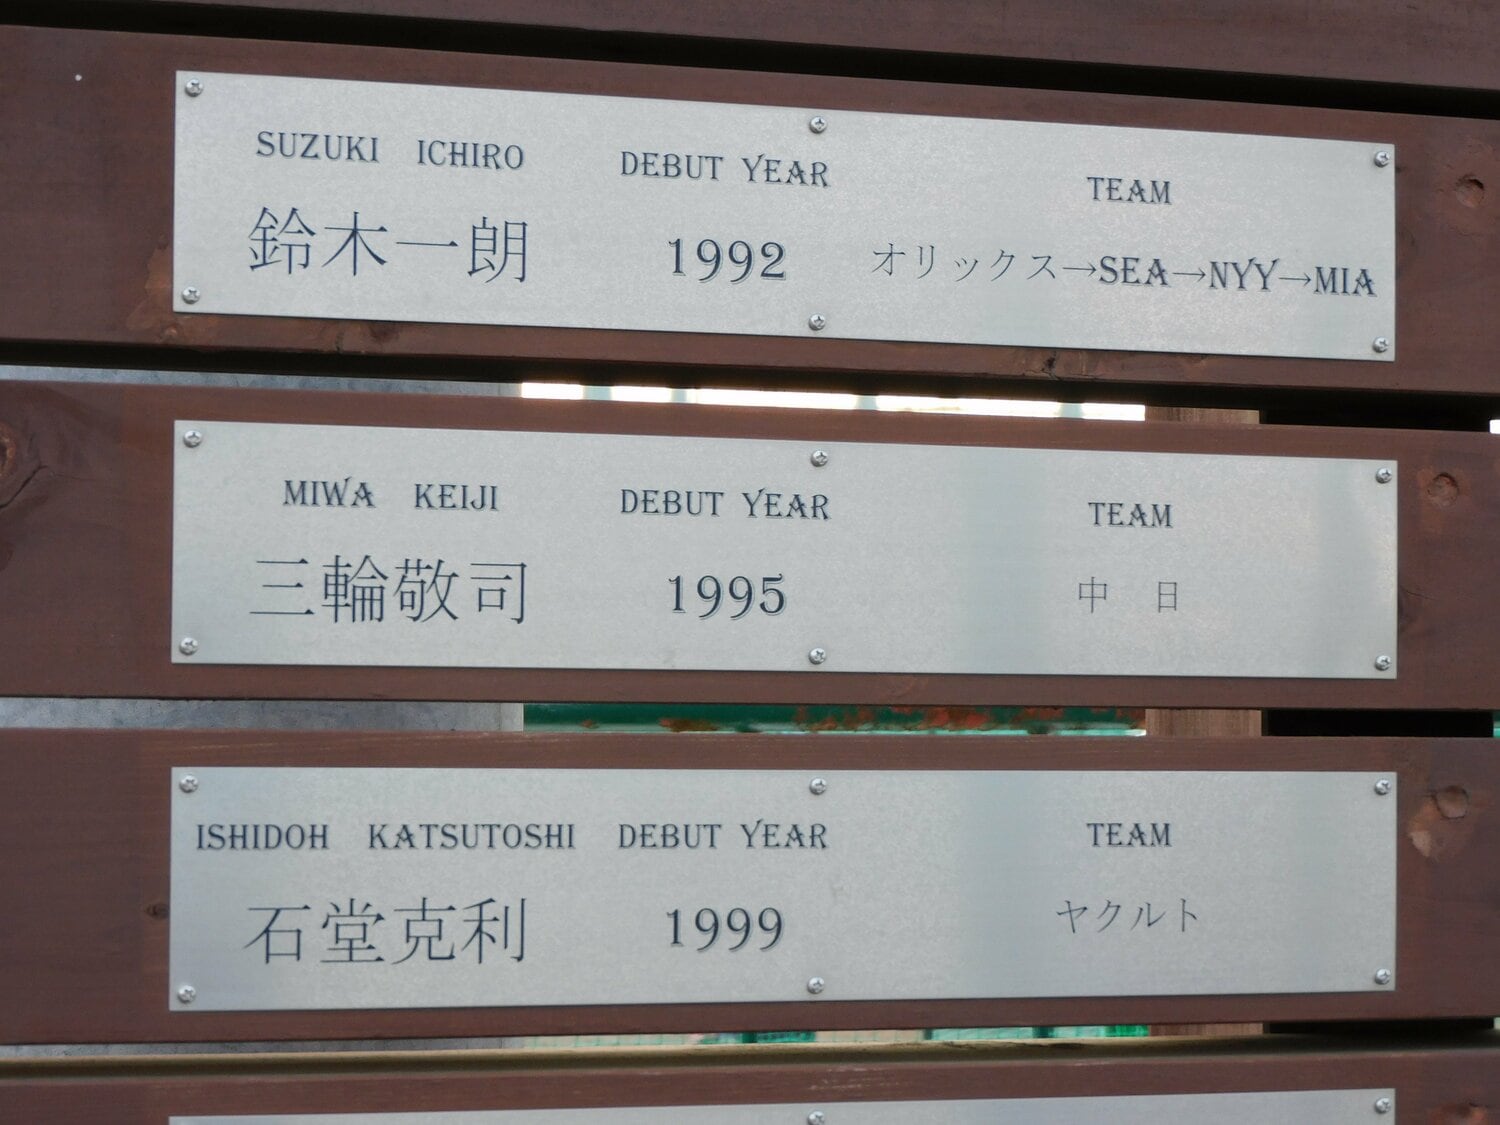 SUZUKI ICHIRO DEBUT YEAR TEAM
鈴木一朗 1992 オリックス→SEA→NYY→MIA
MIWA KEIJI DEBUT YEAR TEAM
三輪敬司 1995 中 日
ISHIDOH KATSUTOSHI DEBUT YEAR TEAM
石堂克利 1999 ヤクルト